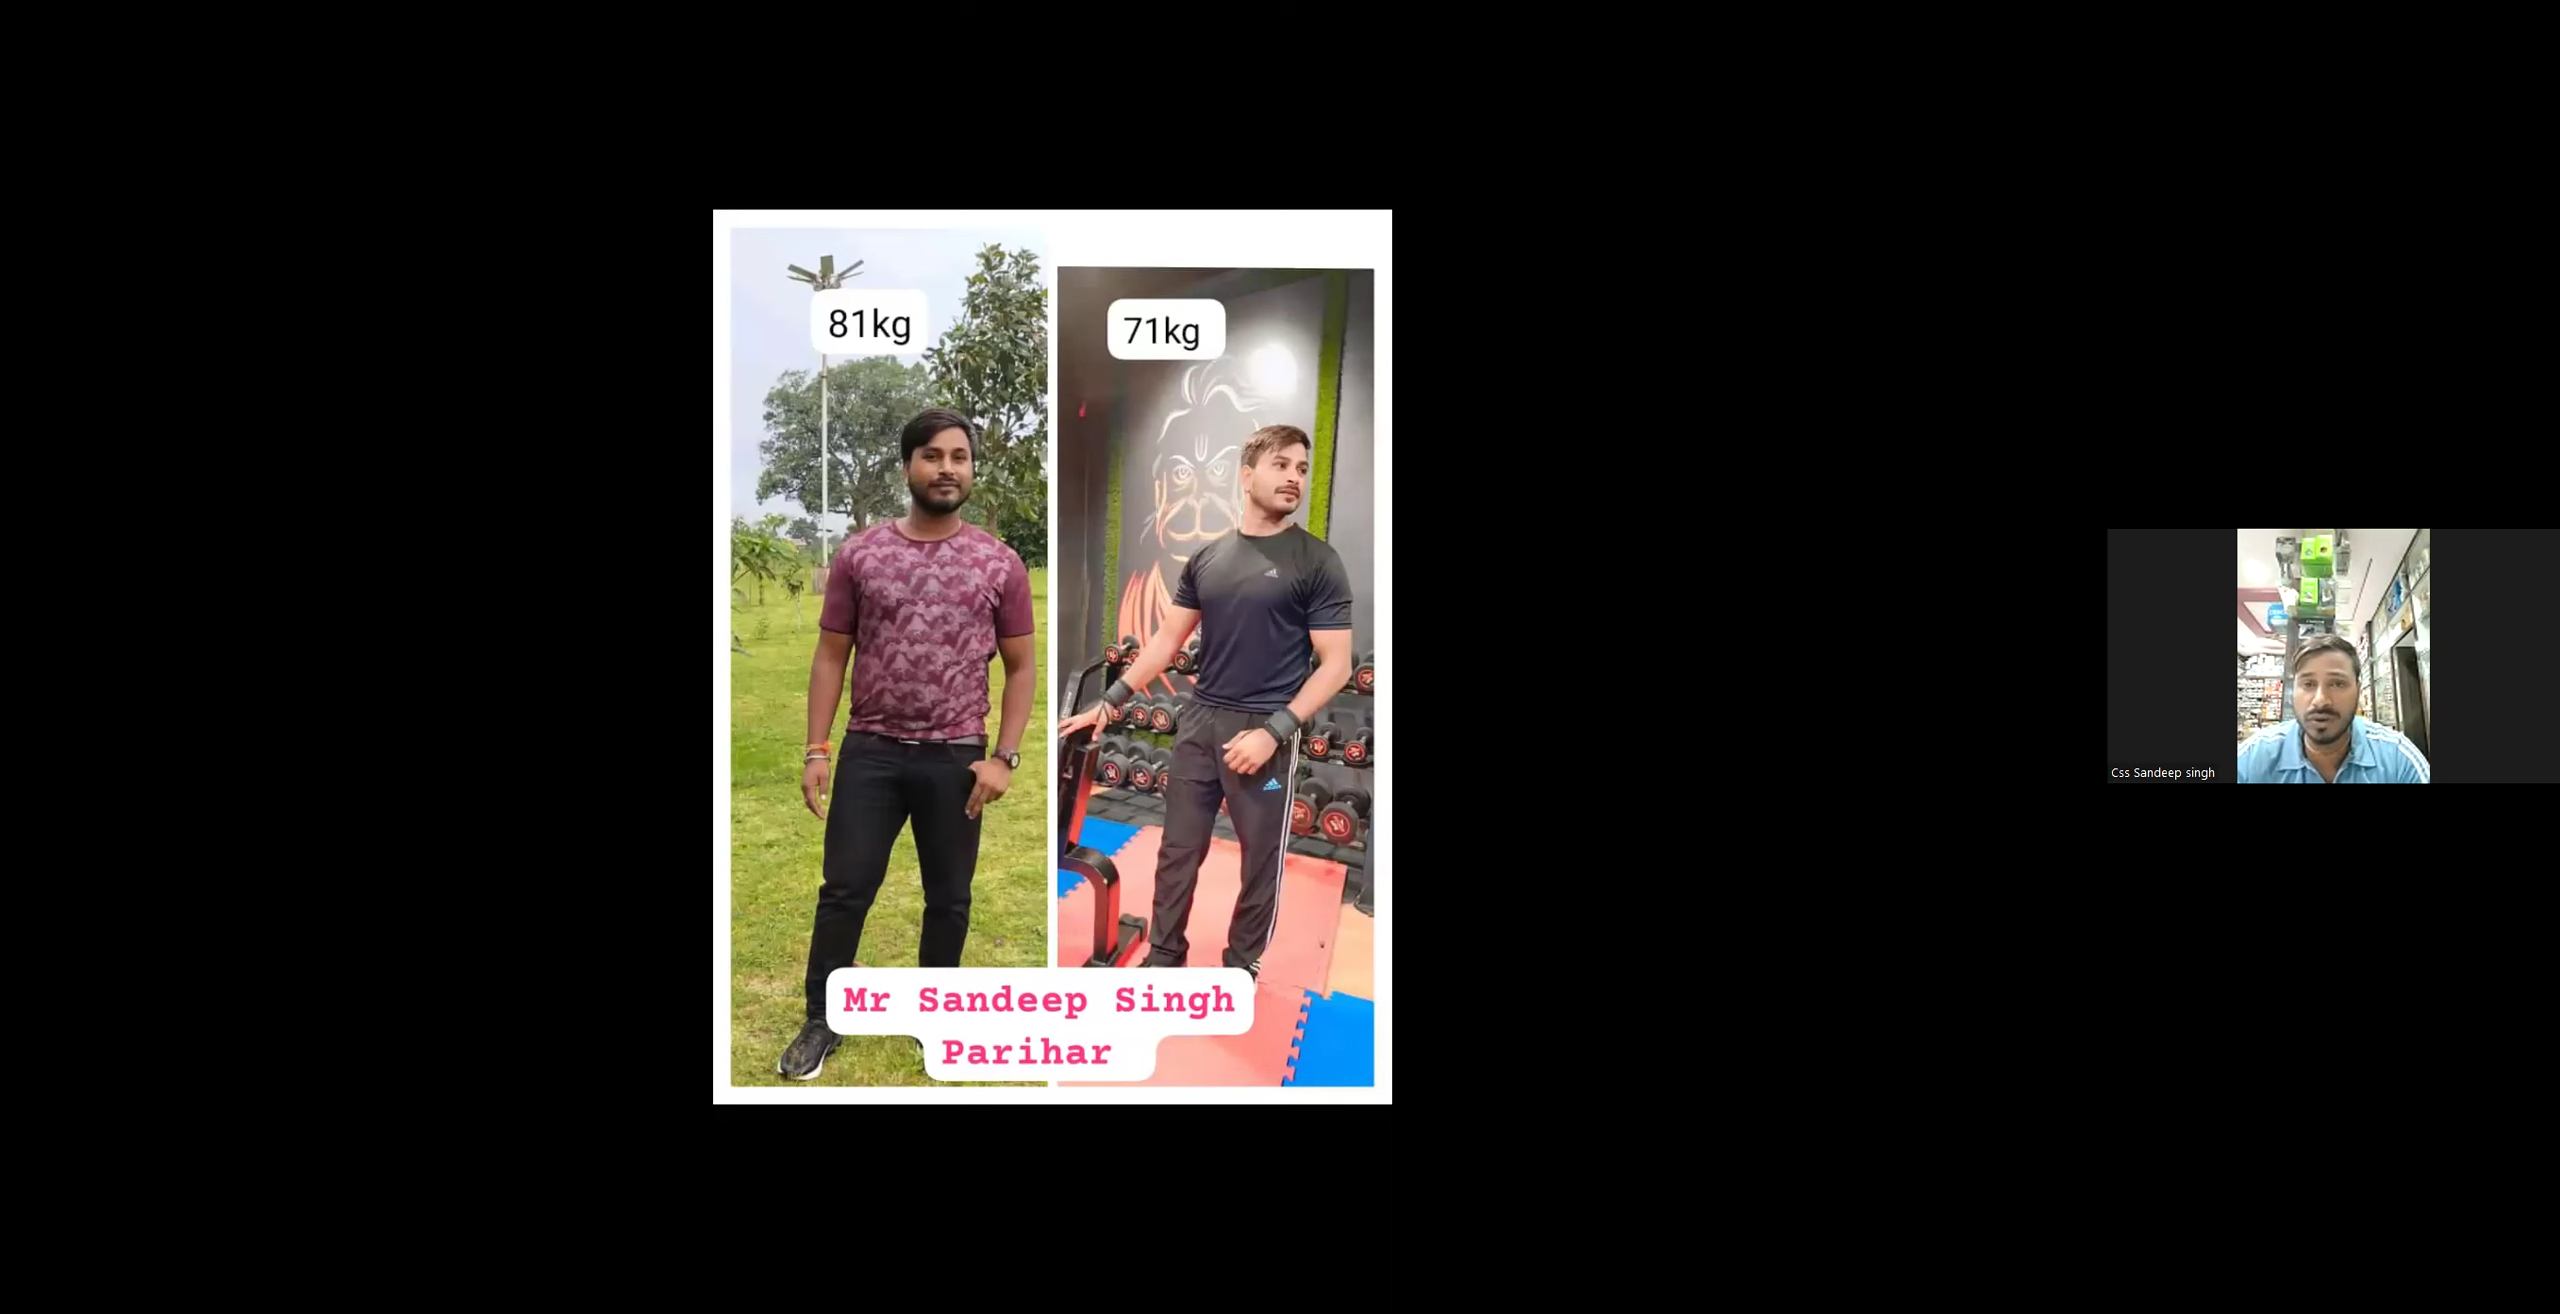 81kg
71kg
Mr Sandeep Singh
Parihar
Css Sandeep singh